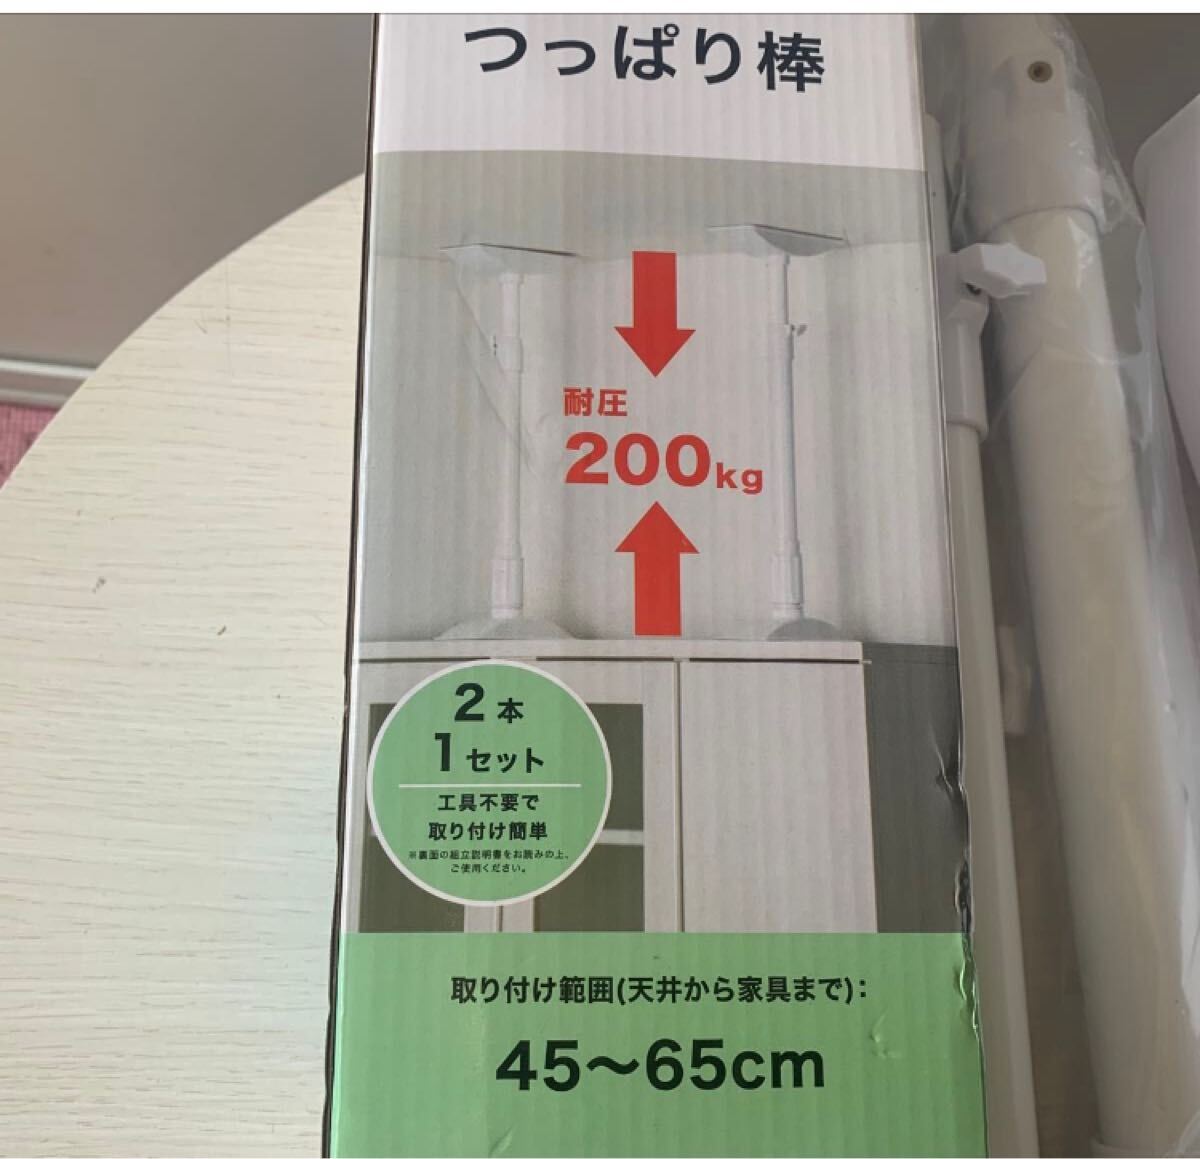 つっぱり棒
耐圧
200kg
2本
1セット
工具不要で
取り付け簡単
※裏面の組立説明書をお読みの上、
ご使用ください。
取り付け範囲(天井から家具まで):
45〜65cm